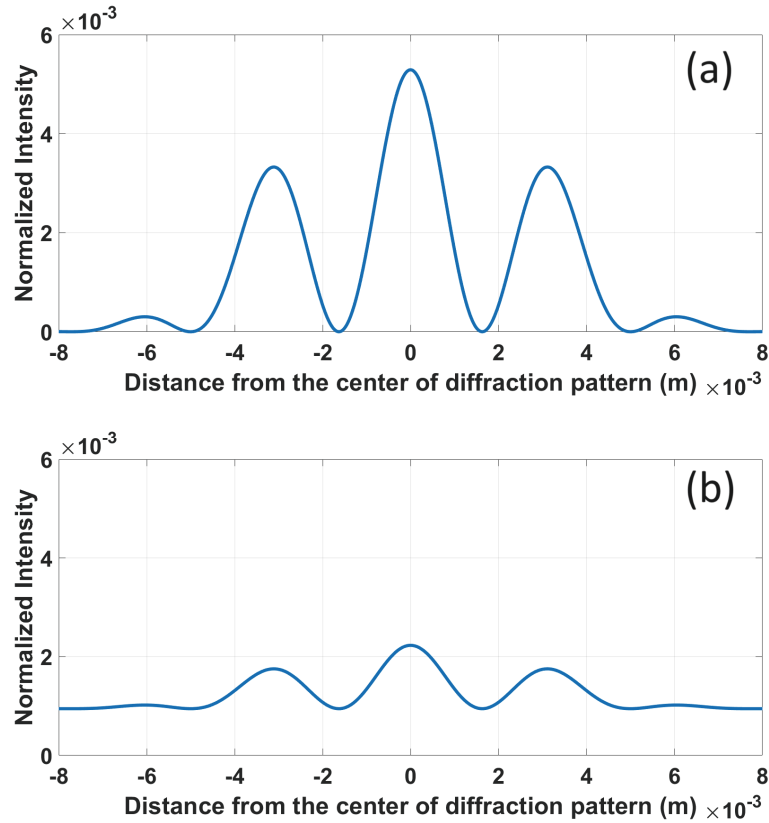 ×10⁻³
(a)
6
4
2
0
Normalized Intensity
-8 -6 -4 -2 0 2 4 6 8
Distance from the center of diffraction pattern (m) ×10⁻³
×10⁻³
(b)
6
4
2
0
Normalized Intensity
-8 -6 -4 -2 0 2 4 6 8
Distance from the center of diffraction pattern (m) ×10⁻³